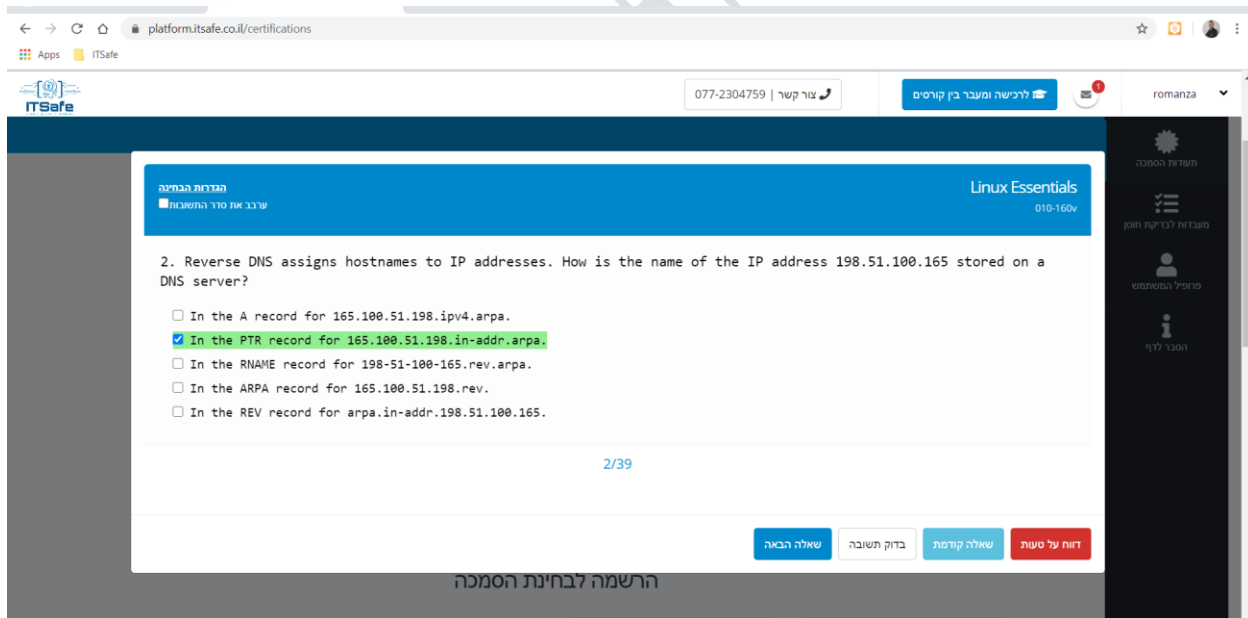 platform.itsafe.co.il/certifications
Apps ITSafe
ITSafe
צור קשר | 077-2304759
לרכישה ומעבר בין קורסים
1
romanza
תעודות הסמכה
מעבדות לבדיקת חוסן
פרופיל המשתמש
הסבר לדף
Linux Essentials
010-160v
הגדרות הבחינה
ערבב את סדר התשובות
2. Reverse DNS assigns hostnames to IP addresses. How is the name of the IP address 198.51.100.165 stored on a
DNS server?
In the A record for 165.100.51.198.ipv4.arpa.
In the PTR record for 165.100.51.198.in-addr.arpa.
In the RNAME record for 198-51-100-165.rev.arpa.
In the ARPA record for 165.100.51.198.rev.
In the REV record for arpa.in-addr.198.51.100.165.
2/39
דווח על טעות
שאלה קודמת
בדוק תשובה
שאלה הבאה
הרשמה לבחינת הסמכה